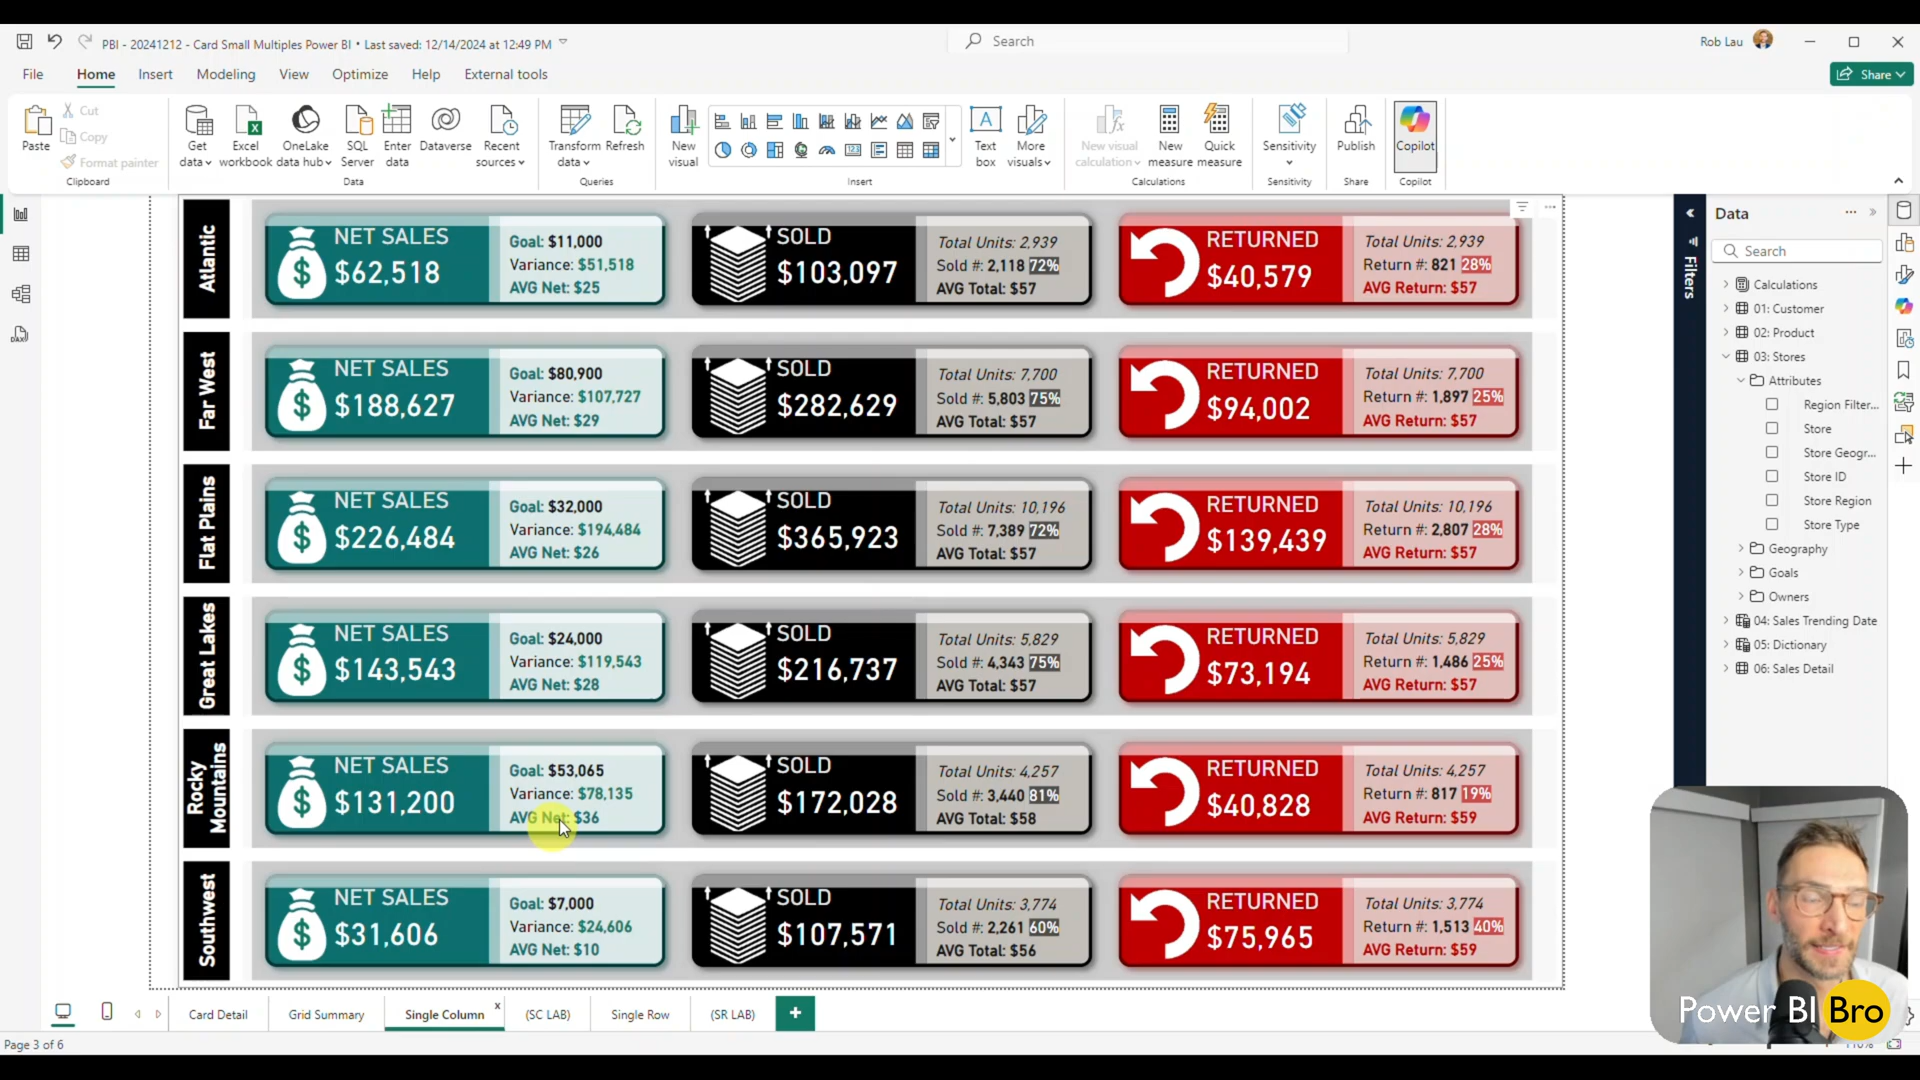 PBI - 20241212 - Card Small Multiples Power BI • Last saved: 12/14/2024 at 12:49 PM
Search
Rob Lau
File
Home
Insert
Modeling
View
Optimize
Help
External tools
Share
Paste
Cut
Copy
Format painter
Clipboard
Get data
Excel workbook
OneLake data hub
SQL Server
Enter data
Dataverse
Recent sources
Data
Transform data
Refresh
Queries
New visual
Text box
More visuals
Insert
New visual calculation
New measure
Quick measure
Calculations
Sensitivity
Sensitivity
Publish
Share
Copilot
Copilot
Atlantic
NET SALES
$62,518
Goal: $11,000
Variance: $51,518
AVG Net: $25
SOLD
$103,097
Total Units: 2,939
Sold #: 2,118 72%
AVG Total: $57
RETURNED
$40,579
Total Units: 2,939
Return #: 821 28%
AVG Return: $57
Far West
NET SALES
$188,627
Goal: $80,900
Variance: $107,727
AVG Net: $29
SOLD
$282,629
Total Units: 7,700
Sold #: 5,803 75%
AVG Total: $57
RETURNED
$94,002
Total Units: 7,700
Return #: 1,897 25%
AVG Return: $57
Flat Plains
NET SALES
$226,484
Goal: $32,000
Variance: $194,484
AVG Net: $26
SOLD
$365,923
Total Units: 10,196
Sold #: 7,389 72%
AVG Total: $57
RETURNED
$139,439
Total Units: 10,196
Return #: 2,807 28%
AVG Return: $57
Great Lakes
NET SALES
$143,543
Goal: $24,000
Variance: $119,543
AVG Net: $28
SOLD
$216,737
Total Units: 5,829
Sold #: 4,343 75%
AVG Total: $57
RETURNED
$73,194
Total Units: 5,829
Return #: 1,486 25%
AVG Return: $57
Rocky
Mountains
NET SALES
$131,200
Goal: $53,065
Variance: $78,135
AVG Net: $36
SOLD
$172,028
Total Units: 4,257
Sold #: 3,440 81%
AVG Total: $58
RETURNED
$40,828
Total Units: 4,257
Return #: 817 19%
AVG Return: $59
Southwest
NET SALES
$31,606
Goal: $7,000
Variance: $24,606
AVG Net: $10
SOLD
$107,571
Total Units: 3,774
Sold #: 2,261 60%
AVG Total: $56
RETURNED
$75,965
Total Units: 3,774
Return #: 1,513 40%
AVG Return: $59
Filters
Data
Search
Calculations
01: Customer
02: Product
03: Stores
Attributes
Region Filter...
Store
Store Geogr...
Store ID
Store Region
Store Type
Geography
Goals
Owners
04: Sales Trending Date
05: Dictionary
06: Sales Detail
Power BI Bro
Card Detail
Grid Summary
Single Column
(SC LAB)
Single Row
(SR LAB)
Page 3 of 6